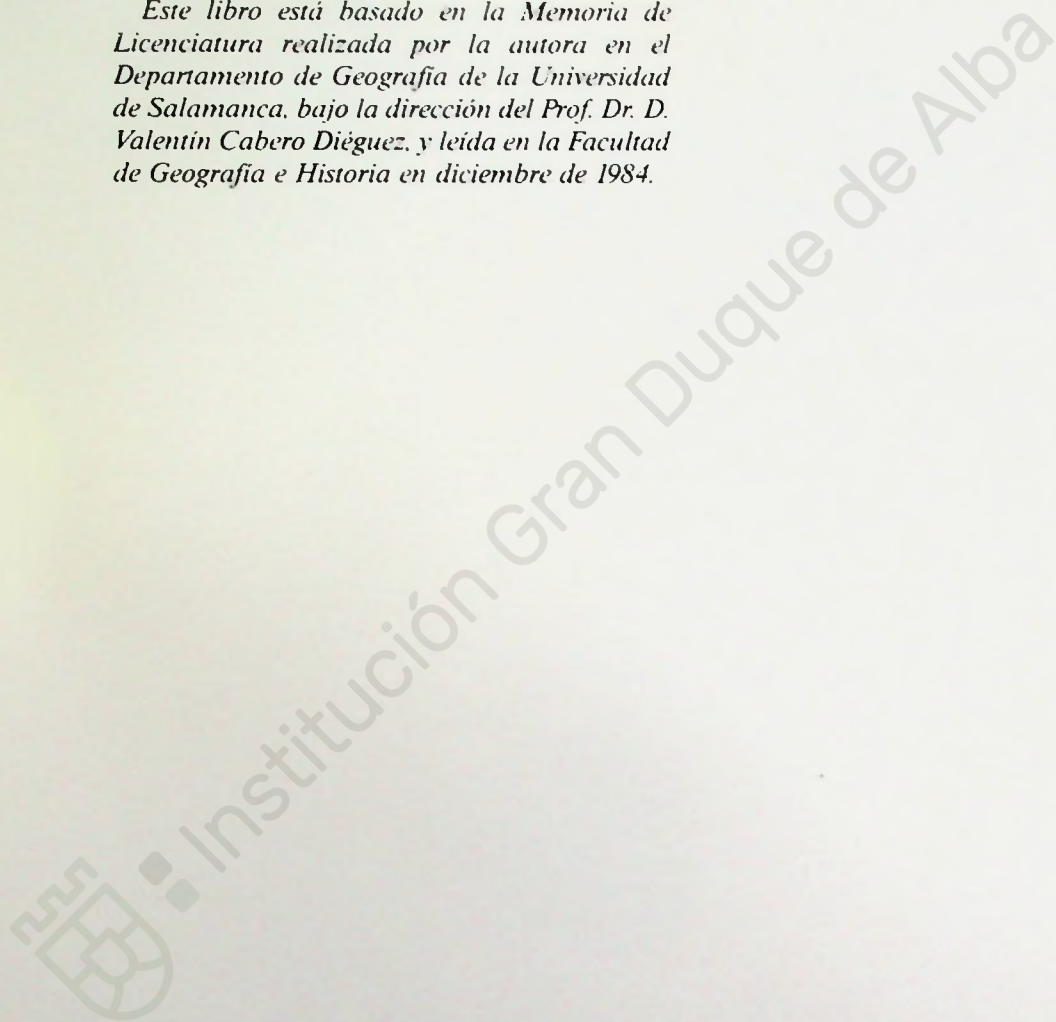 Este libro está basado en la Memoria de
Licenciatura realizada por la autora en el
Departamento de Geografía de la Universidad
de Salamanca, bajo la dirección del Prof. Dr. D.
Valentín Cabero Diéguez, y leída en la Facultad
de Geografía e Historia en diciembre de 1984.
Institución Gran Duque de Alba